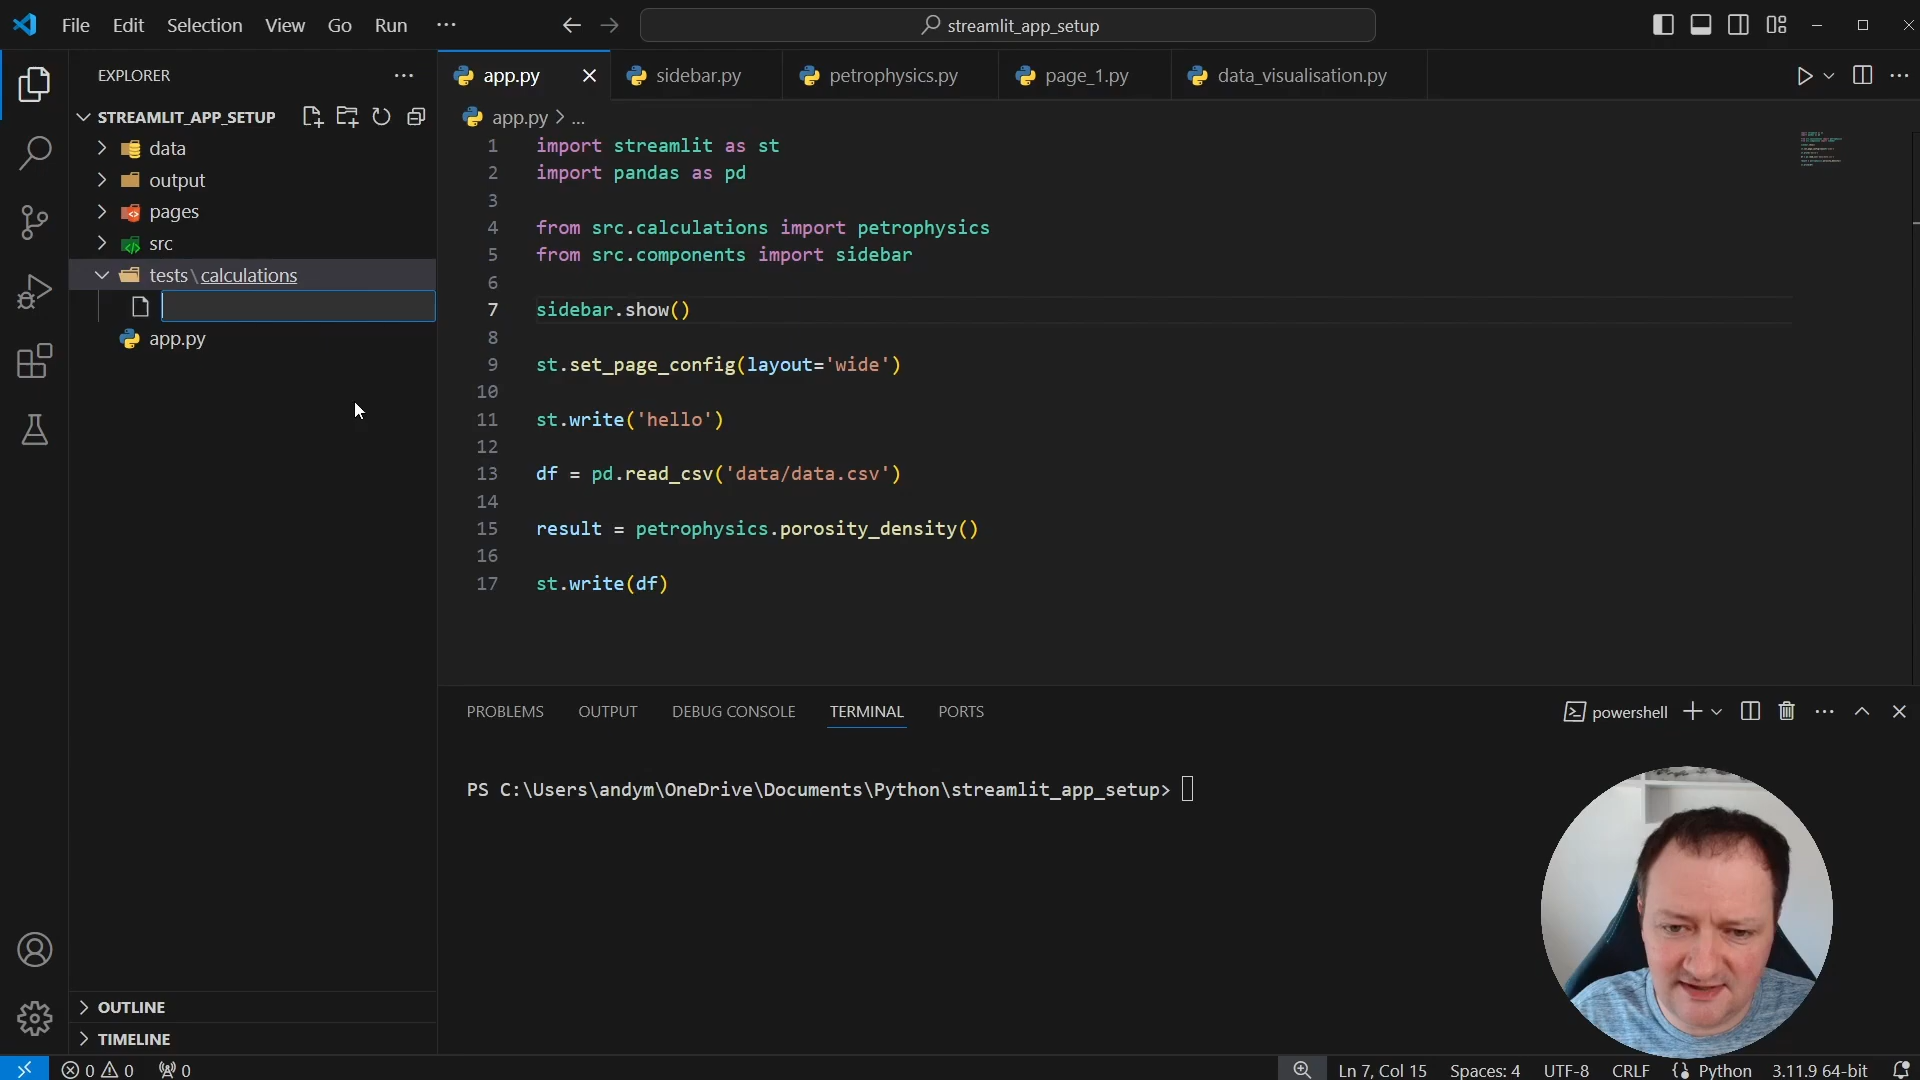 File Edit Selection View Go Run ···
streamlit_app_setup
EXPLORER
STREAMLIT_APP_SETUP
data
output
pages
src
tests\calculations
app.py
OUTLINE
TIMELINE
app.py
sidebar.py
petrophysics.py
page_1.py
data_visualisation.py
app.py > ...
1 import streamlit as st
2 import pandas as pd
3
4 from src.calculations import petrophysics
5 from src.components import sidebar
6
7 sidebar.show()
8
9 st.set_page_config(layout='wide')
10
11 st.write('hello')
12
13 df = pd.read_csv('data/data.csv')
14
15 result = petrophysics.porosity_density()
16
17 st.write(df)
PROBLEMS OUTPUT DEBUG CONSOLE TERMINAL PORTS
powershell
PS C:\Users\andym\OneDrive\Documents\Python\streamlit_app_setup>
0 0 0
Ln 7, Col 15 Spaces: 4 UTF-8 CRLF Python 3.11.9 64-bit